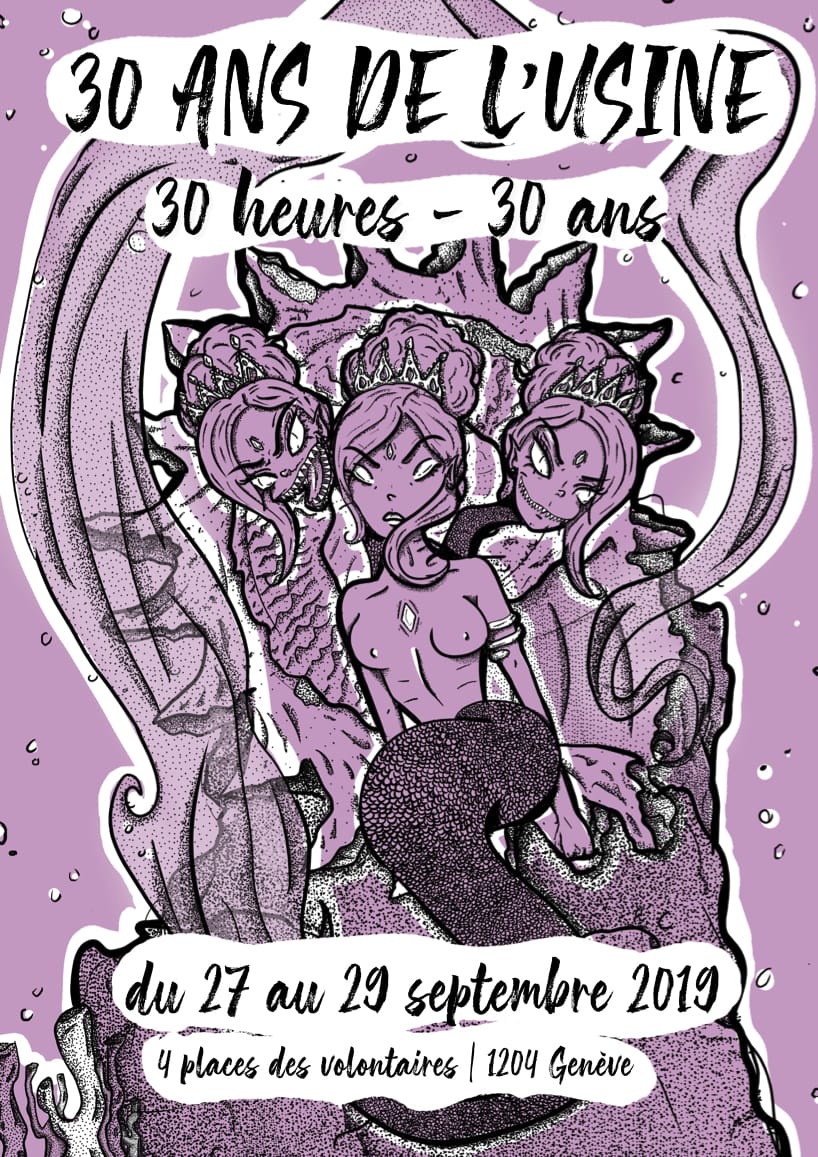 30 ANS DE L'USINE
30 heures - 30 ans
du 27 au 29 septembre 2019
4 places des volontaires | 1204 Genève